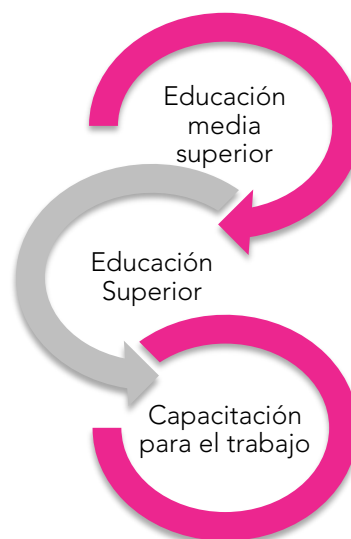 Educación
media
superior
Educación
Superior
Capacitación
para el trabajo